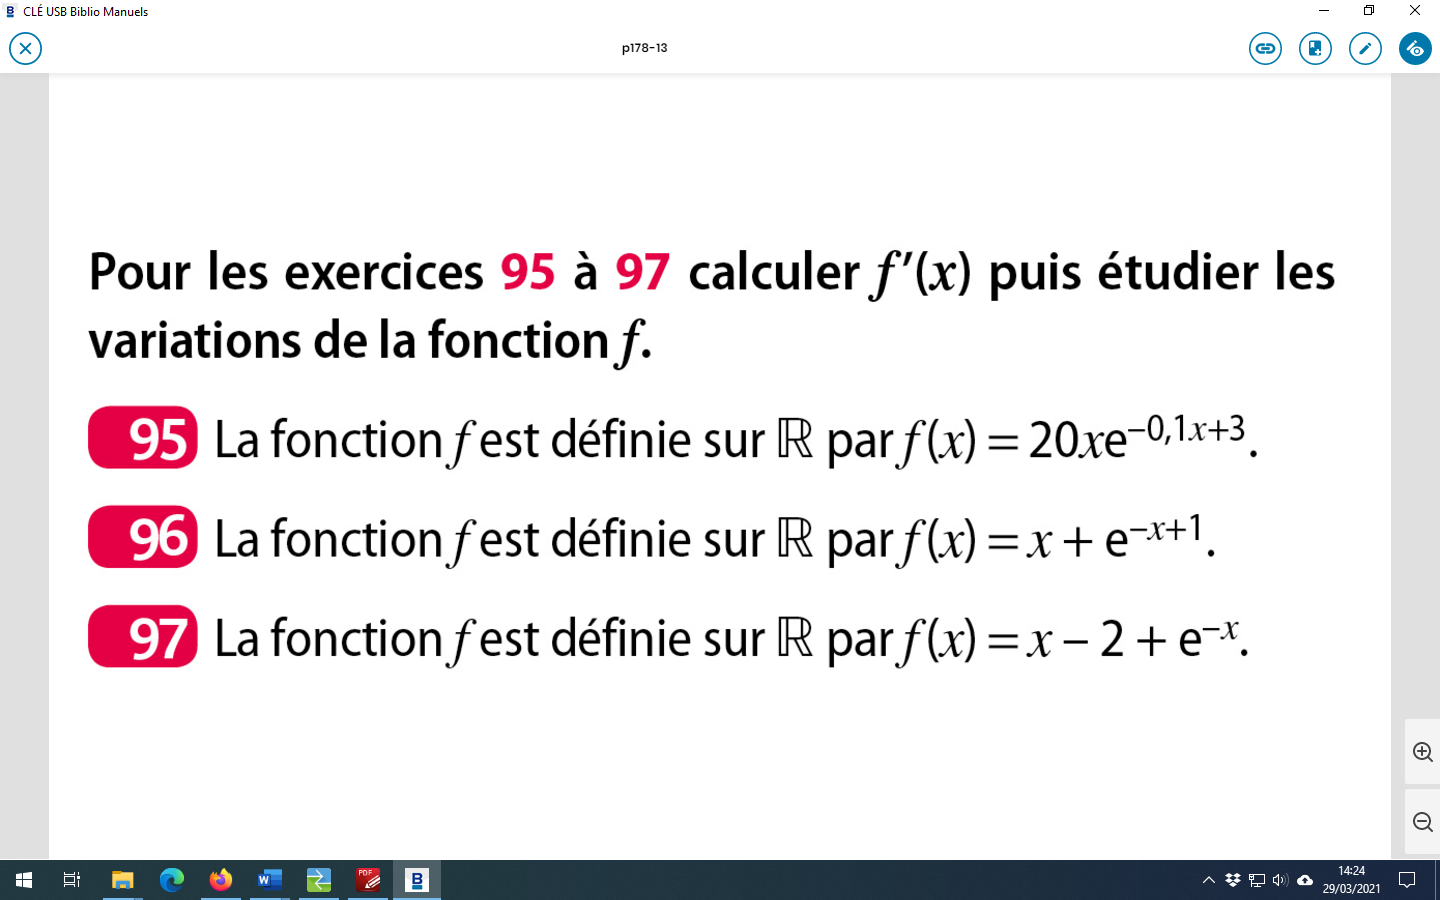 CLÉ USB Biblio Manuels
p178-13
Pour les exercices 95 à 97 calculer f′(x) puis étudier les
variations de la fonction f.
95 La fonction f est définie sur ℝ par f(x) = 20xe^{−0,1x+3}.
96 La fonction f est définie sur ℝ par f(x) = x + e^{−x+1}.
97 La fonction f est définie sur ℝ par f(x) = x − 2 + e^{−x}.
14:24
29/03/2021